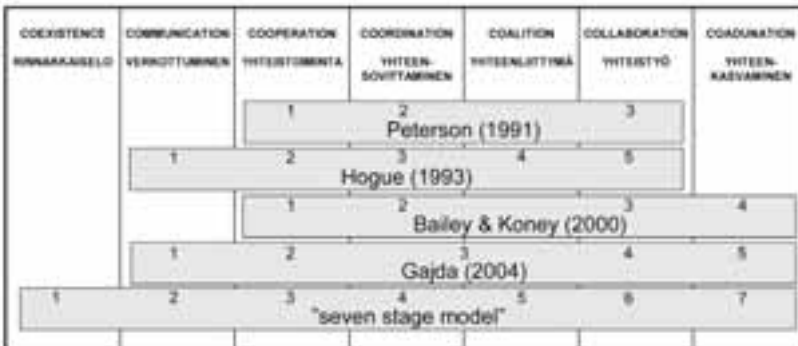 COEXISTENCE COMMUNICATION COOPERATION COORDINATION COALITION COLLABORATION COADUNATION
RINNAKKAISELO VERKOTTUMINEN YHTEISTOIMINTA YHTEEN- YHTEENLIITTYMÄ YHTEISTYÖ YHTEEN-
SOVITTAMINEN KASVAMINEN
1 2 3
Peterson (1991)
1 2 3 4 5
Hogue (1993)
1 2 3 4
Bailey & Koney (2000)
1 2 3 4 5
Gajda (2004)
1 2 3 4 5 6 7
"seven stage model"